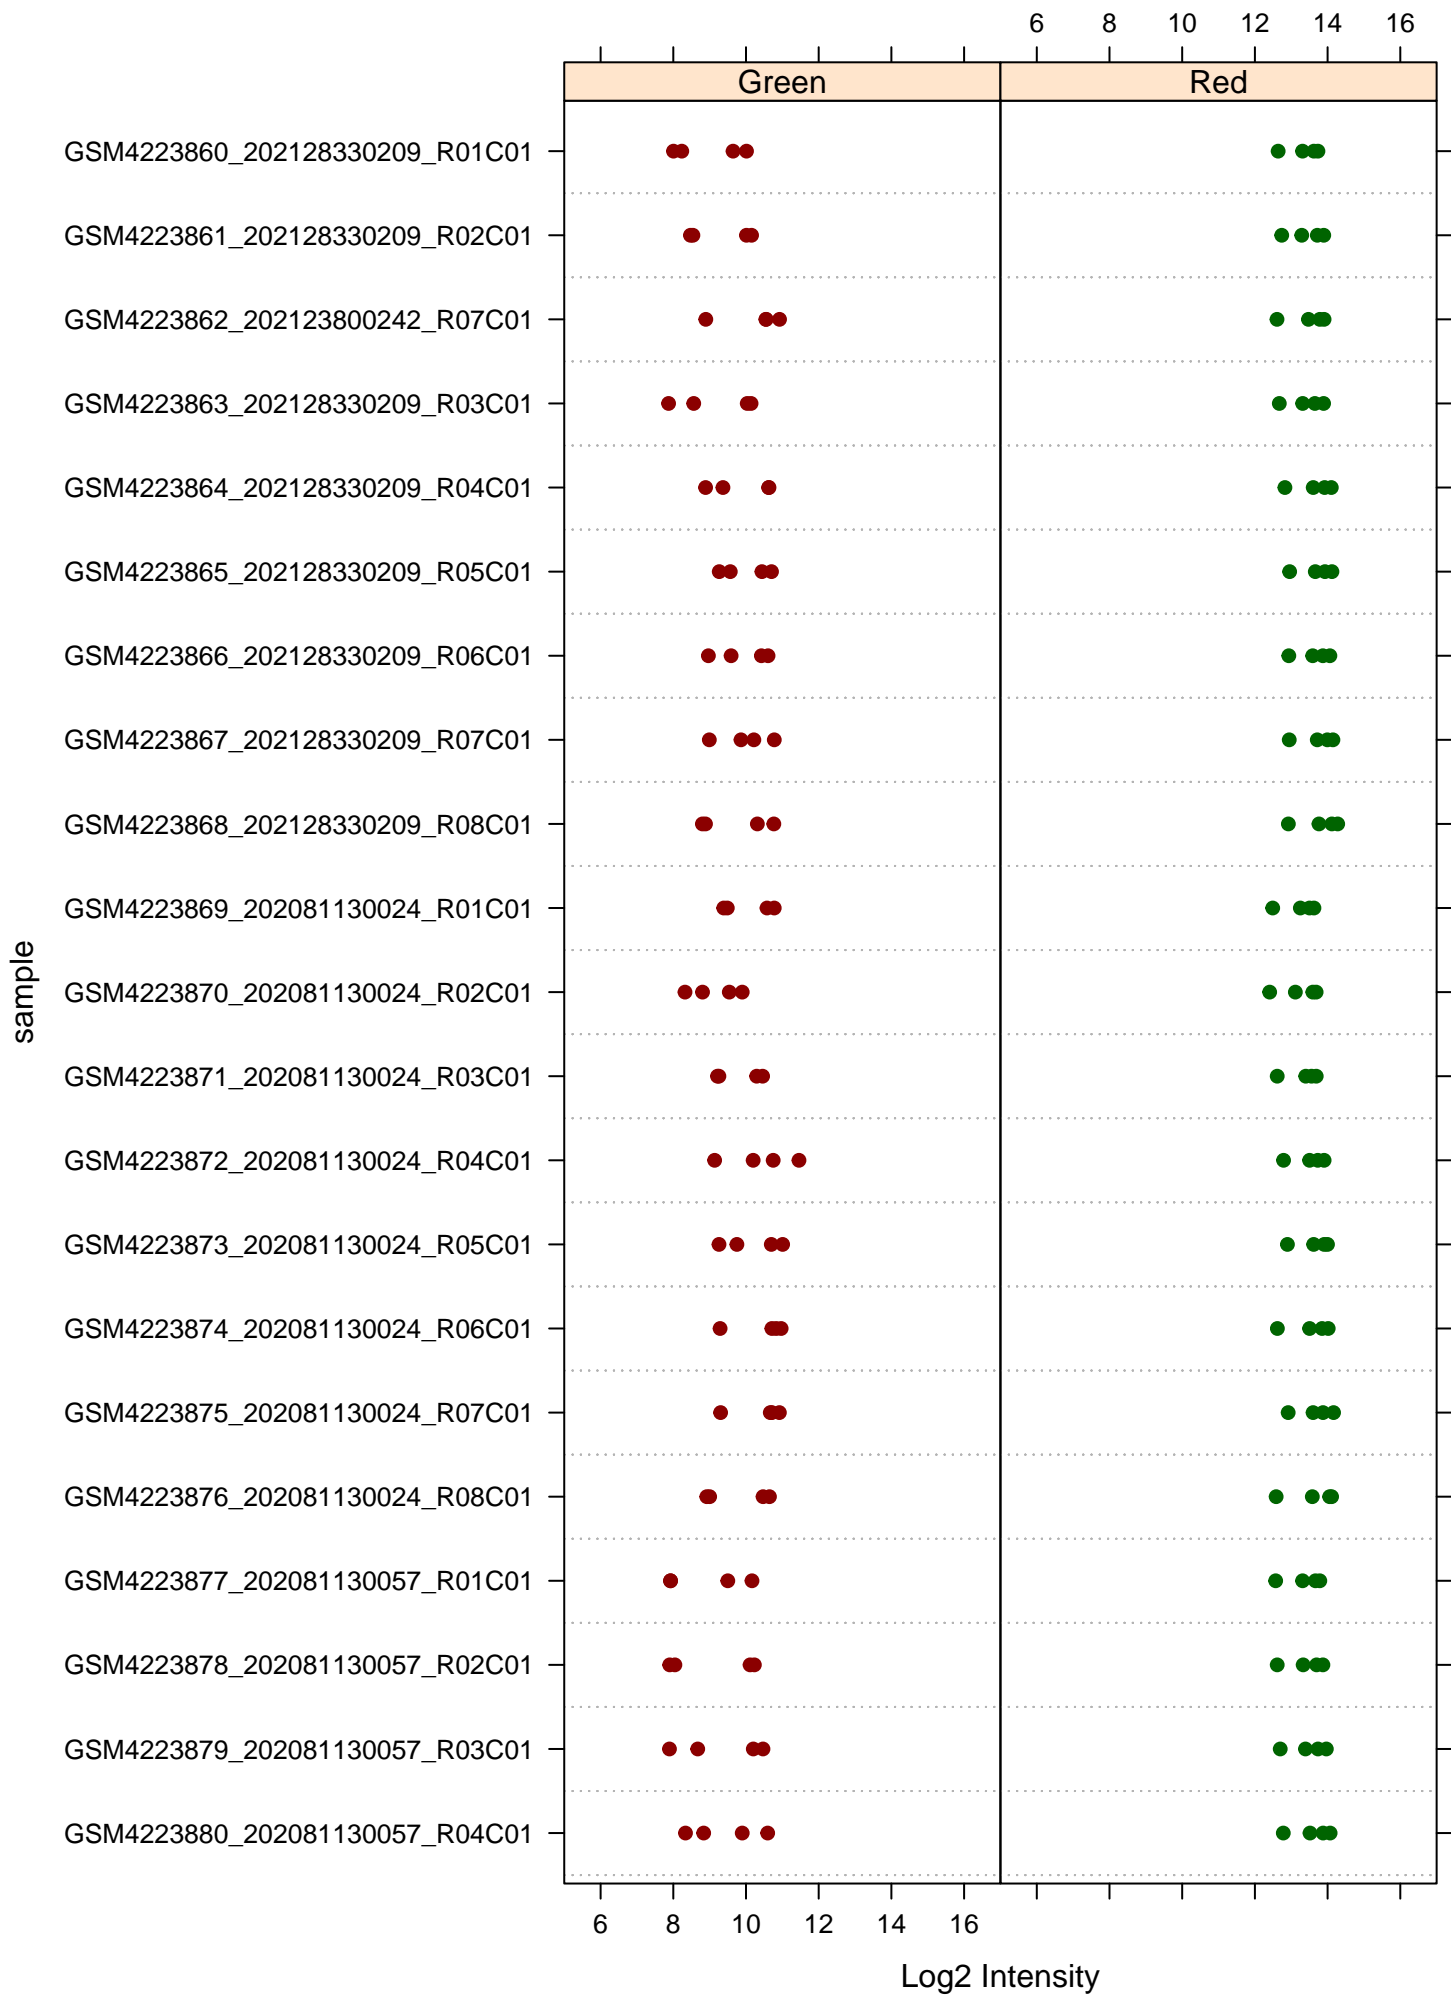 6 8 10 12 14 16
Green Red
GSM4223860_202128330209_R01C01
GSM4223861_202128330209_R02C01
GSM4223862_202123800242_R07C01
GSM4223863_202128330209_R03C01
GSM4223864_202128330209_R04C01
GSM4223865_202128330209_R05C01
GSM4223866_202128330209_R06C01
GSM4223867_202128330209_R07C01
GSM4223868_202128330209_R08C01
GSM4223869_202081130024_R01C01
GSM4223870_202081130024_R02C01
GSM4223871_202081130024_R03C01
GSM4223872_202081130024_R04C01
GSM4223873_202081130024_R05C01
GSM4223874_202081130024_R06C01
GSM4223875_202081130024_R07C01
GSM4223876_202081130024_R08C01
GSM4223877_202081130057_R01C01
GSM4223878_202081130057_R02C01
GSM4223879_202081130057_R03C01
GSM4223880_202081130057_R04C01
sample
6 8 10 12 14 16
Log2 Intensity